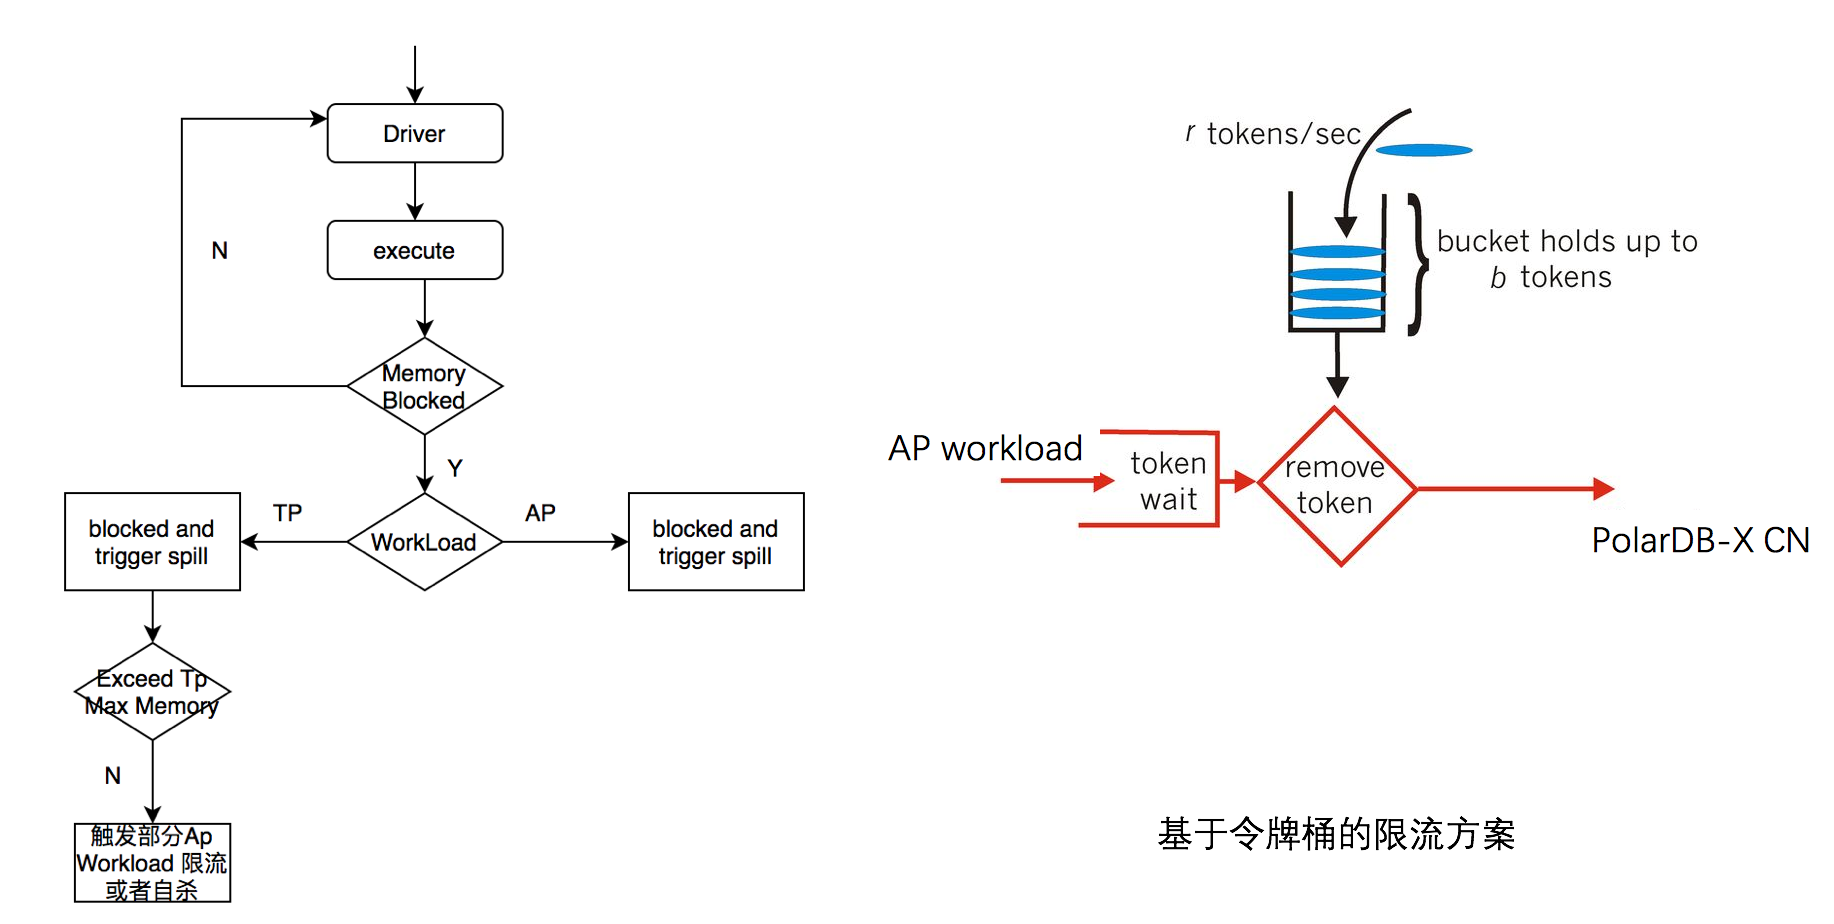 Driver
execute
N
Memory
Blocked
Y
WorkLoad
TP
AP
blocked and
trigger spill
blocked and
trigger spill
Exceed Tp
Max Memory
N
触发部分Ap
Workload 限流
或者自杀
r tokens/sec
bucket holds up to
b tokens
AP workload
token
wait
remove
token
PolarDB-X CN
基于令牌桶的限流方案